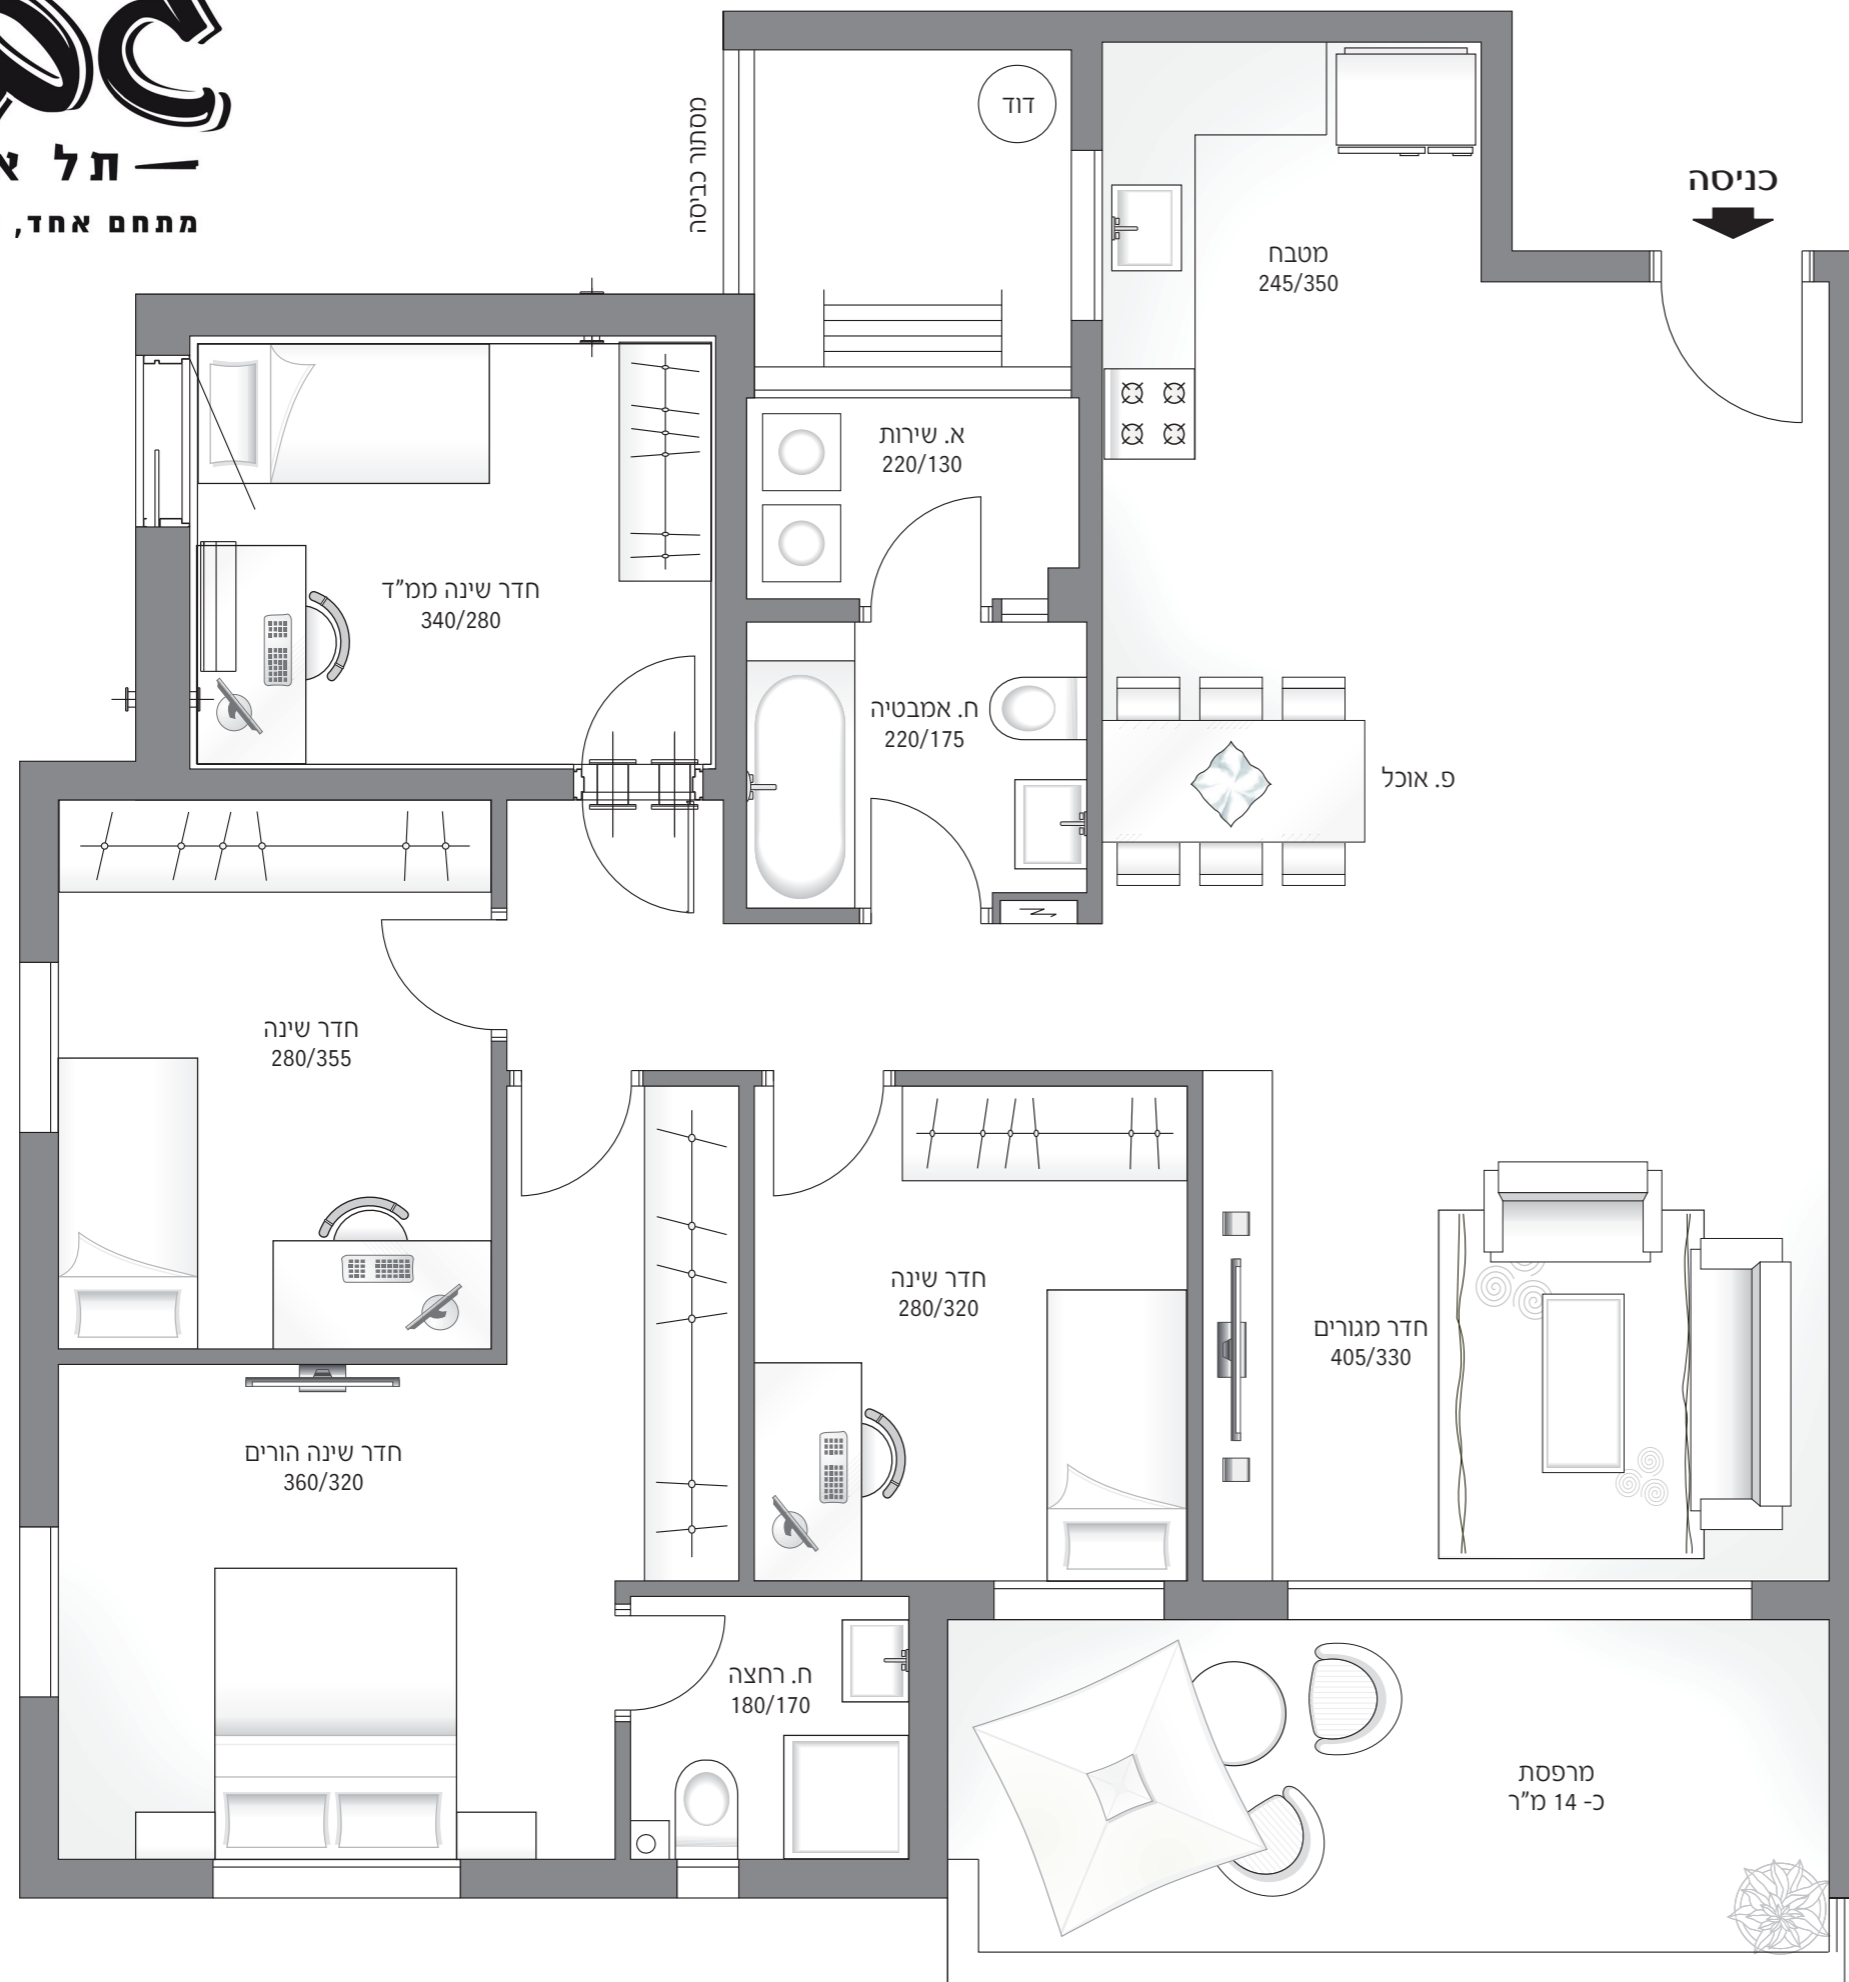 תל א
מתחם אחד,
מסתור כביסה
דוד
כניסה
מטבח
245/350
א. שירות
220/130
חדר שינה ממ"ד
340/280
ח. אמבטיה
220/175
פ. אוכל
חדר שינה
280/355
חדר שינה
280/320
חדר מגורים
405/330
חדר שינה הורים
360/320
ח. רחצה
180/170
מרפסת
כ- 14 מ"ר